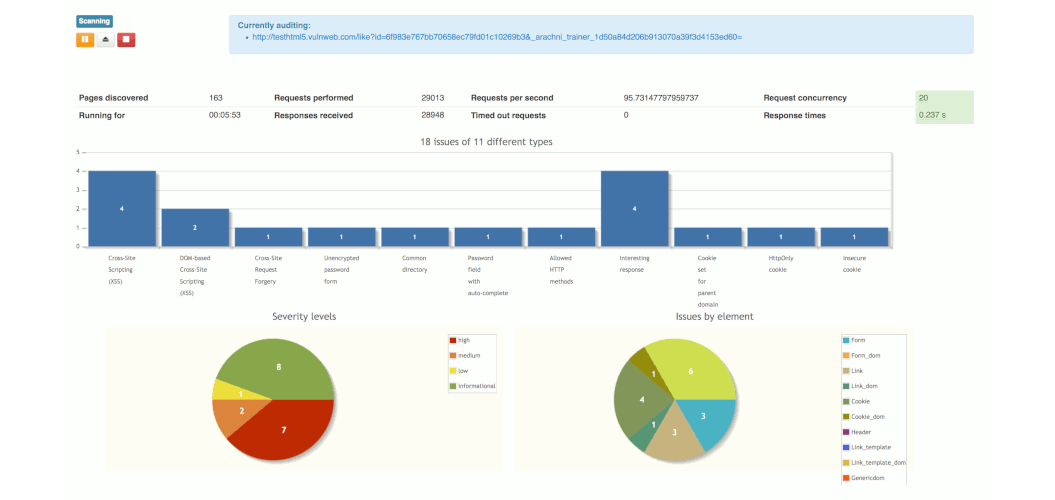 Scanning
Currently auditing:
http://testhtml5.vulnweb.com/like?id=6f983e767bb70658ec79fd01c10269b3&_arachni_trainer_1d50a84d206b913070a39f3d4153ed60=
Pages discovered 163 Requests performed 29013 Requests per second 95.73147797959737 Request concurrency 20
Running for 00:05:53 Responses received 28948 Timed out requests 0 Response times 0.237 s
18 issues of 11 different types
5
4
3
2
1
0
4 2 1 1 1 1 1 4 1 1 1
Cross-Site
Scripting
(XSS)
DOM-based
Cross-Site
Scripting
(XSS)
Cross-Site
Request
Forgery
Unencrypted
password
form
Common
directory
Password
field
with
auto-complete
Allowed
HTTP
methods
Interesting
response
Cookie
set
for
parent
domain
HttpOnly
cookie
Insecure
cookie
Severity levels
8
1
2
7
high
medium
low
informational
Issues by element
6
1
4
1
3
3
Form
Form_dom
Link
Link_dom
Cookie
Cookie_dom
Header
Link_template
Link_template_dom
Genericdom